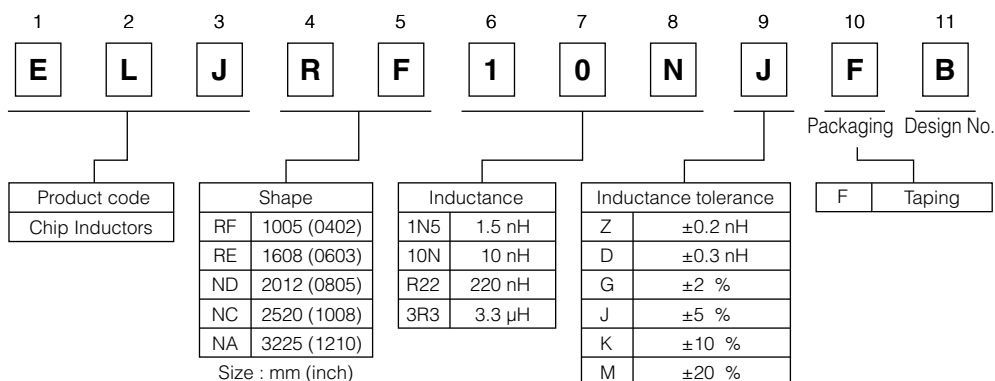 1 2 3 4 5 6 7 8 9 10 11
E L J R F 1 0 N J F B
Packaging Design No.
Product code
Chip Inductors
Shape
RF 1005 (0402)
RE 1608 (0603)
ND 2012 (0805)
NC 2520 (1008)
NA 3225 (1210)
Size : mm (inch)
Inductance
1N5 1.5 nH
10N 10 nH
R22 220 nH
3R3 3.3 µH
Inductance tolerance
Z ±0.2 nH
D ±0.3 nH
G ±2 %
J ±5 %
K ±10 %
M ±20 %
F Taping